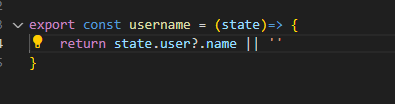 export const username = (state)=> {
return state.user?.name || ''
}